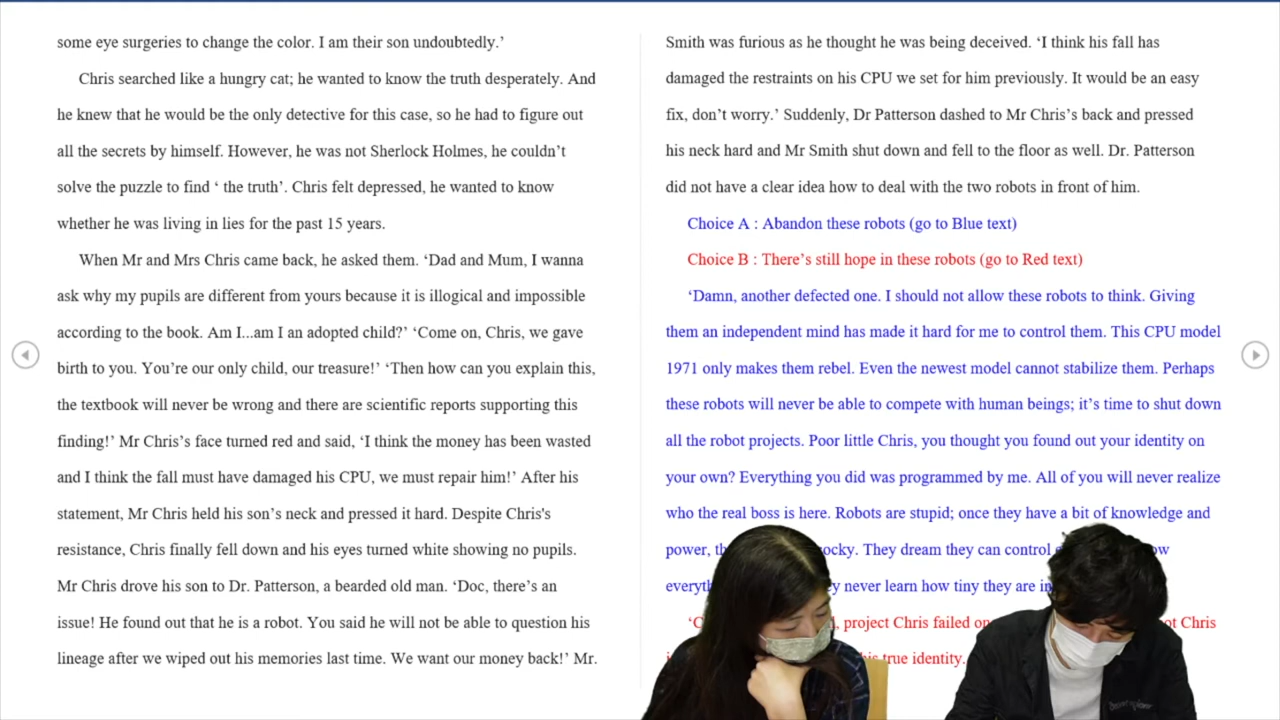 some eye surgeries to change the color. I am their son undoubtedly.’
Chris searched like a hungry cat; he wanted to know the truth desperately. And
he knew that he would be the only detective for this case, so he had to figure out
all the secrets by himself. However, he was not Sherlock Holmes, he couldn’t
solve the puzzle to find ‘ the truth’. Chris felt depressed, he wanted to know
whether he was living in lies for the past 15 years.
When Mr and Mrs Chris came back, he asked them. ‘Dad and Mum, I wanna
ask why my pupils are different from yours because it is illogical and impossible
according to the book. Am I...am I an adopted child?’ ‘Come on, Chris, we gave
birth to you. You’re our only child, our treasure!’ ‘Then how can you explain this,
the textbook will never be wrong and there are scientific reports supporting this
finding!’ Mr Chris’s face turned red and said, ‘I think the money has been wasted
and I think the fall must have damaged his CPU, we must repair him!’ After his
statement, Mr Chris held his son’s neck and pressed it hard. Despite Chris's
resistance, Chris finally fell down and his eyes turned white showing no pupils.
Mr Chris drove his son to Dr. Patterson, a bearded old man. ‘Doc, there’s an
issue! He found out that he is a robot. You said he will not be able to question his
lineage after we wiped out his memories last time. We want our money back!’ Mr.
Smith was furious as he thought he was being deceived. ‘I think his fall has
damaged the restraints on his CPU we set for him previously. It would be an easy
fix, don’t worry.’ Suddenly, Dr Patterson dashed to Mr Chris’s back and pressed
his neck hard and Mr Smith shut down and fell to the floor as well. Dr. Patterson
did not have a clear idea how to deal with the two robots in front of him.
Choice A : Abandon these robots (go to Blue text)
Choice B : There’s still hope in these robots (go to Red text)
‘Damn, another defected one. I should not allow these robots to think. Giving
them an independent mind has made it hard for me to control them. This CPU model
1971 only makes them rebel. Even the newest model cannot stabilize them. Perhaps
these robots will never be able to compete with human beings; it’s time to shut down
all the robot projects. Poor little Chris, you thought you found out your identity on
your own? Everything you did was programmed by me. All of you will never realize
who the real boss is here. Robots are stupid; once they have a bit of knowledge and
power, ocky. They dream they can control
never learn how tiny they are
project Chris failed Chris
true identity.